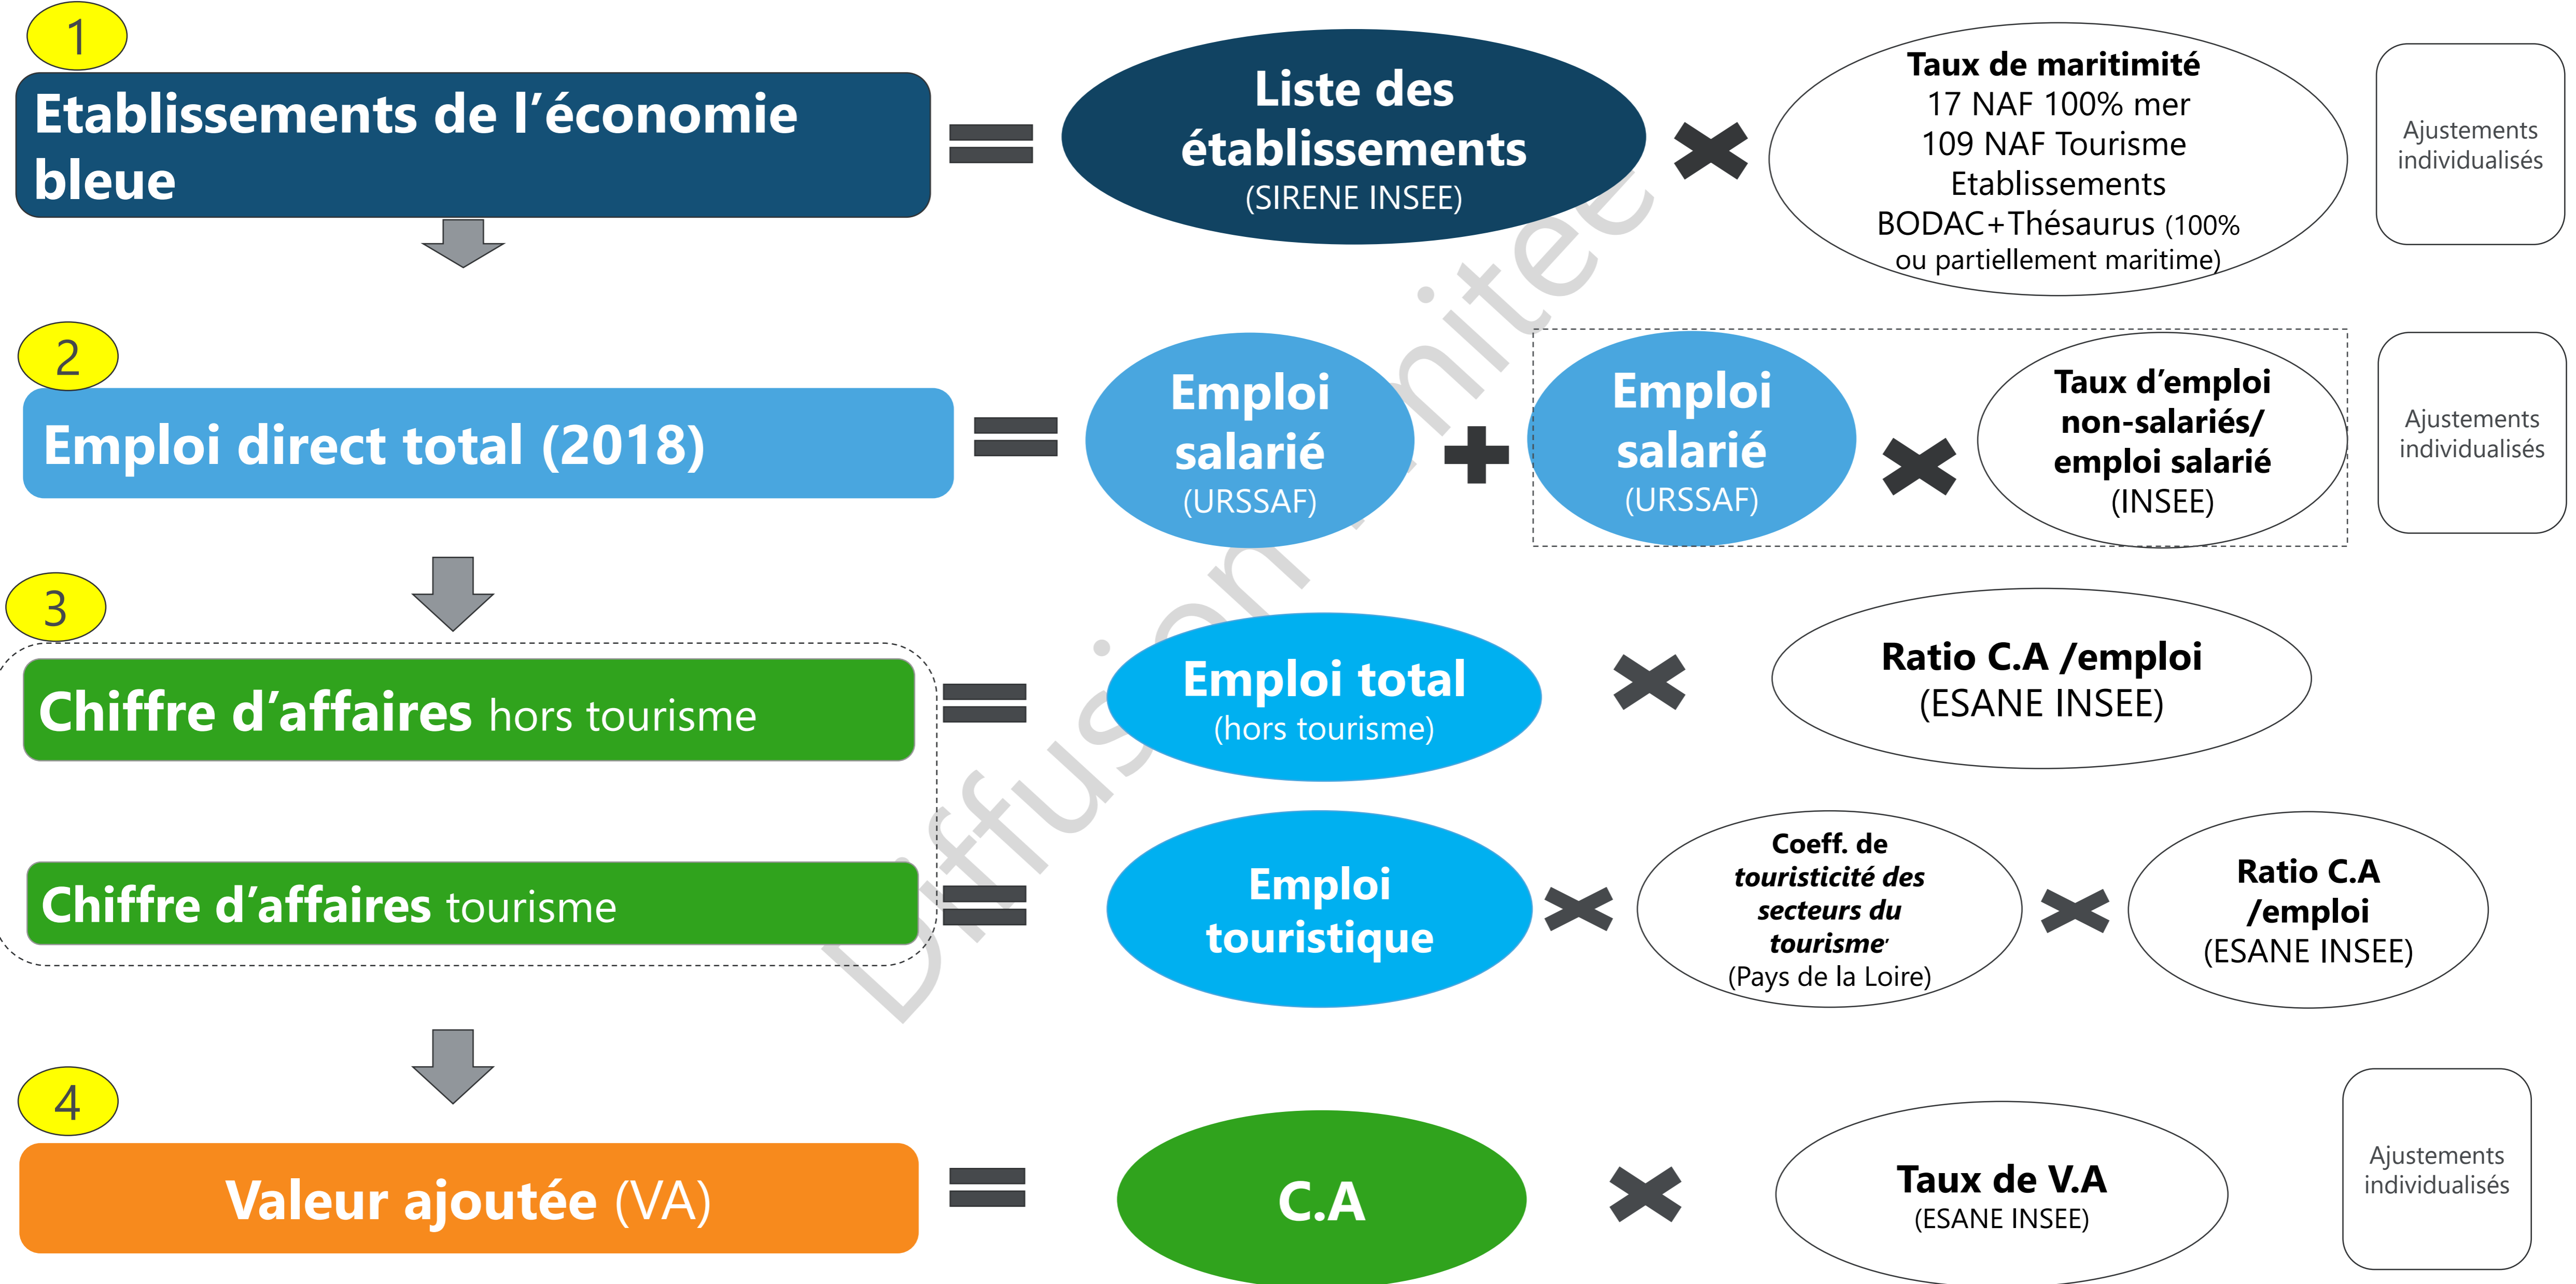 1
Etablissements de l’économie
bleue
Liste des
établissements
(SIRENE INSEE)
Taux de maritimité
17 NAF 100% mer
109 NAF Tourisme
Etablissements
BODAC+Thésaurus (100%
ou partiellement maritime)
Ajustements
individualisés
2
Emploi direct total (2018)
Emploi
salarié
(URSSAF)
Emploi
salarié
(URSSAF)
Taux d’emploi
non-salariés/
emploi salarié
(INSEE)
Ajustements
individualisés
3
Chiffre d’affaires hors tourisme
Emploi total
(hors tourisme)
Ratio C.A /emploi
(ESANE INSEE)
Chiffre d’affaires tourisme
Emploi
touristique
Coeff. de
touristicité des
secteurs du
tourisme’
(Pays de la Loire)
Ratio C.A
/emploi
(ESANE INSEE)
4
Valeur ajoutée (VA)
C.A
Taux de V.A
(ESANE INSEE)
Ajustements
individualisés